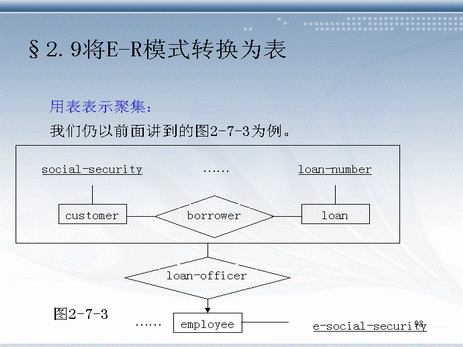 §2.9将E-R模式转换为表
用表表示聚集：
我们仍以前面讲到的图2-7-3为例。
social-security …… loan-number
customer borrower loan
loan-officer
图2-7-3 …… employee e-social-security